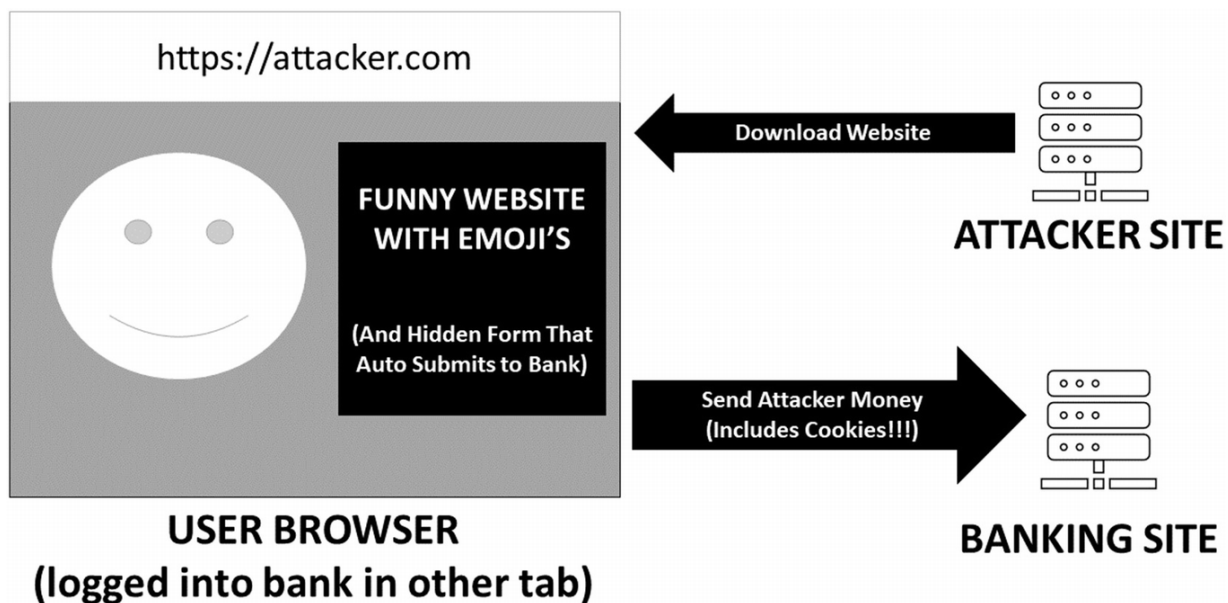 https://attacker.com
FUNNY WEBSITE
WITH EMOJI'S
(And Hidden Form That
Auto Submits to Bank)
USER BROWSER
(logged into bank in other tab)
Download Website
ATTACKER SITE
Send Attacker Money
(Includes Cookies!!!)
BANKING SITE